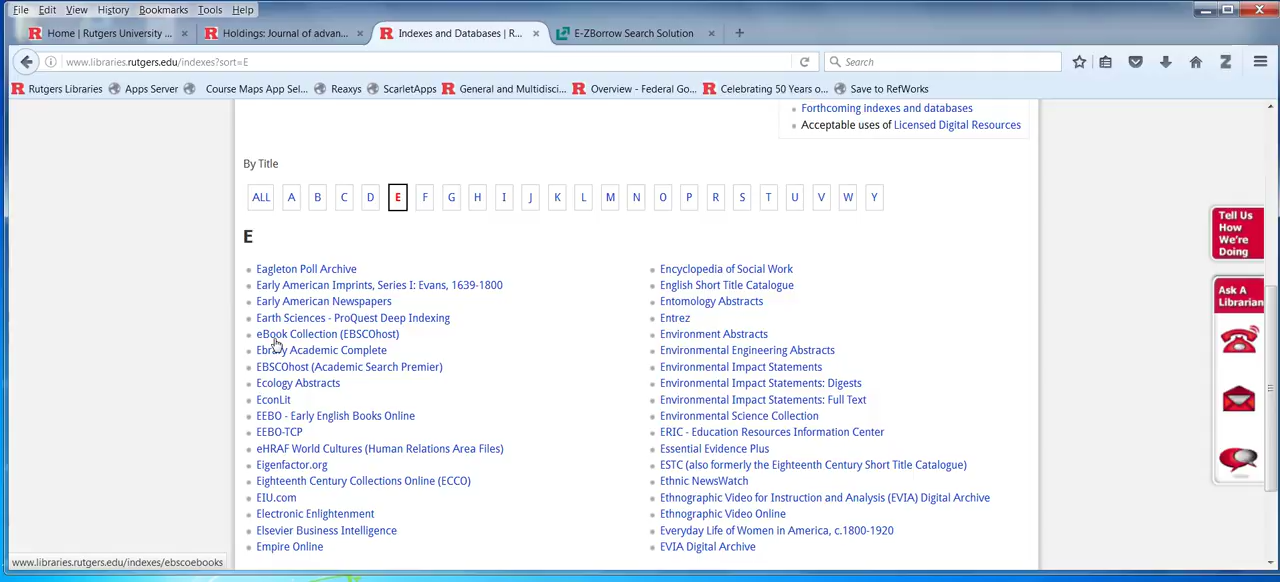 File Edit View History Bookmarks Tools Help
Home | Rutgers University ... × Holdings: Journal of advan... × Indexes and Databases | R... × E-ZBorrow Search Solution × +
www.libraries.rutgers.edu/indexes?sort=E Search
Rutgers Libraries Apps Server Course Maps App Sel... Reaxys ScarletApps General and Multidisci... Overview - Federal Go... Celebrating 50 Years o... Save to RefWorks
Forthcoming indexes and databases
Acceptable uses of Licensed Digital Resources
By Title
ALL A B C D E F G H I J K L M N O P R S T U V W Y
E
Eagleton Poll Archive
Early American Imprints, Series I: Evans, 1639-1800
Early American Newspapers
Earth Sciences - ProQuest Deep Indexing
eBook Collection (EBSCOhost)
Ebrary Academic Complete
EBSCOhost (Academic Search Premier)
Ecology Abstracts
EconLit
EEBO - Early English Books Online
EEBO-TCP
eHRAF World Cultures (Human Relations Area Files)
Eigenfactor.org
Eighteenth Century Collections Online (ECCO)
EIU.com
Electronic Enlightenment
Elsevier Business Intelligence
Empire Online
Encyclopedia of Social Work
English Short Title Catalogue
Entomology Abstracts
Entrez
Environment Abstracts
Environmental Engineering Abstracts
Environmental Impact Statements
Environmental Impact Statements: Digests
Environmental Impact Statements: Full Text
Environmental Science Collection
ERIC - Education Resources Information Center
Essential Evidence Plus
ESTC (also formerly the Eighteenth Century Short Title Catalogue)
Ethnic NewsWatch
Ethnographic Video for Instruction and Analysis (EVIA) Digital Archive
Ethnographic Video Online
Everyday Life of Women in America, c.1800-1920
EVIA Digital Archive
Tell Us
How
We're
Doing
Ask A
Librarian
www.libraries.rutgers.edu/indexes/ebscoebooks